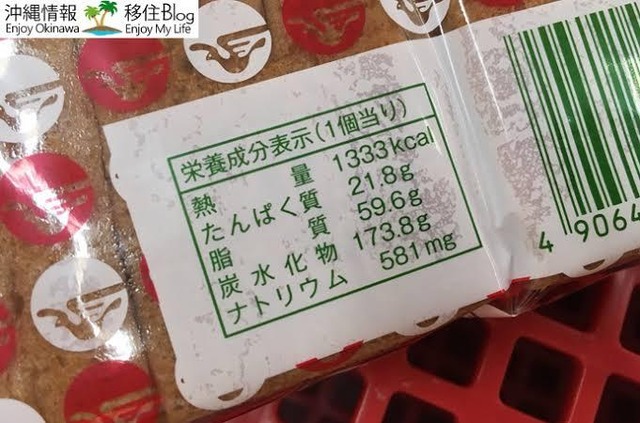 沖縄情報 移住Blog
Enjoy Okinawa Enjoy My Life
栄養成分表示(1個当り)
熱量 1333kcal
たんぱく質 21.8g
脂質 59.6g
炭水化物 173.8g
ナトリウム 581mg
4 9064